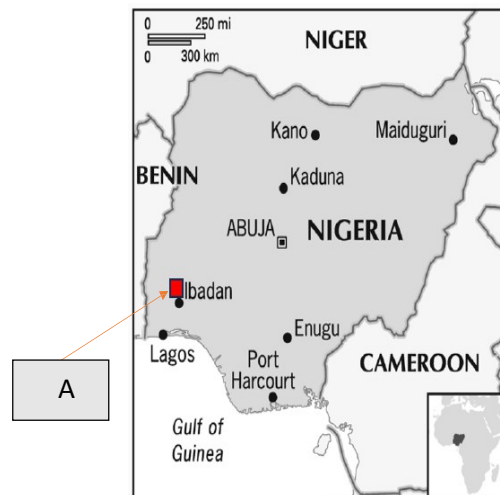 0 250 mi
0 300 km
NIGER
Kano
Maiduguri
BENIN
Kaduna
ABUJA
NIGERIA
Ibadan
Enugu
Lagos
Port
Harcourt
CAMEROON
A
Gulf of
Guinea